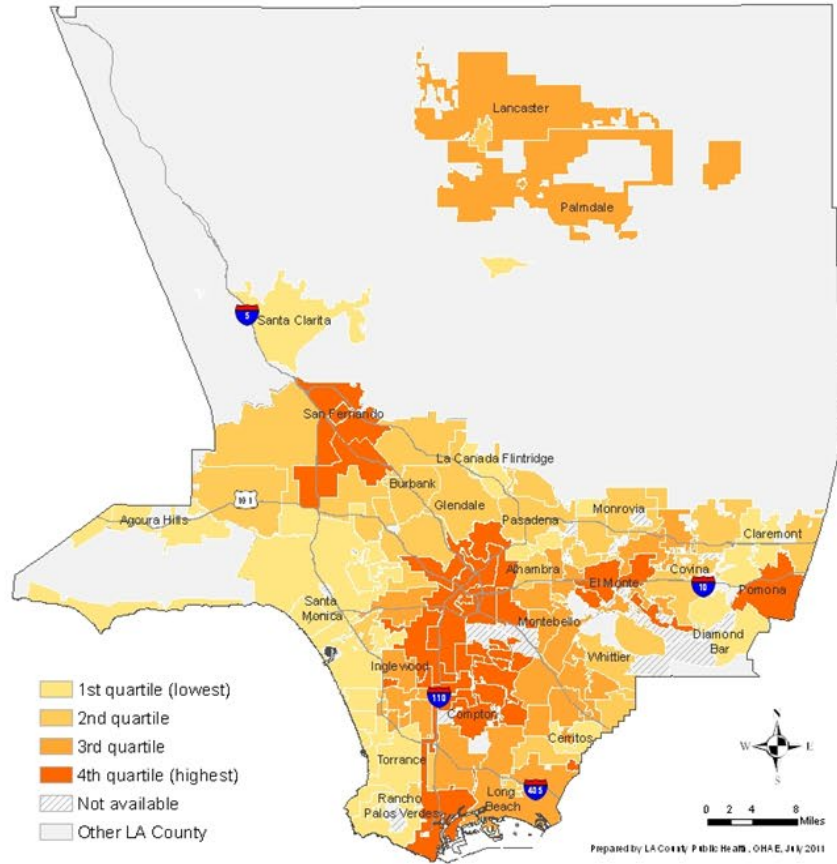 Lancaster
Palmdale
5
Santa Clarita
San Fernando
La Canada Flintridge
Burbank
101
Glendale
Monrovia
Agoura Hills
Pasadena
Claremont
Alhambra
Covina
El Monte
10
Pomona
Santa
Monica
Montebello
Diamond
Bar
Whittier
Inglewood
1st quartile (lowest)
110
2nd quartile
Compton
N
3rd quartile
Cerritos
W
E
Torrance
4th quartile (highest)
S
Long
Beach
405
Not available
Rancho
Palos Verdes
0 2 4 8
Miles
Other LA County
Prepared by LA County Public Health, OHAE, July 2011